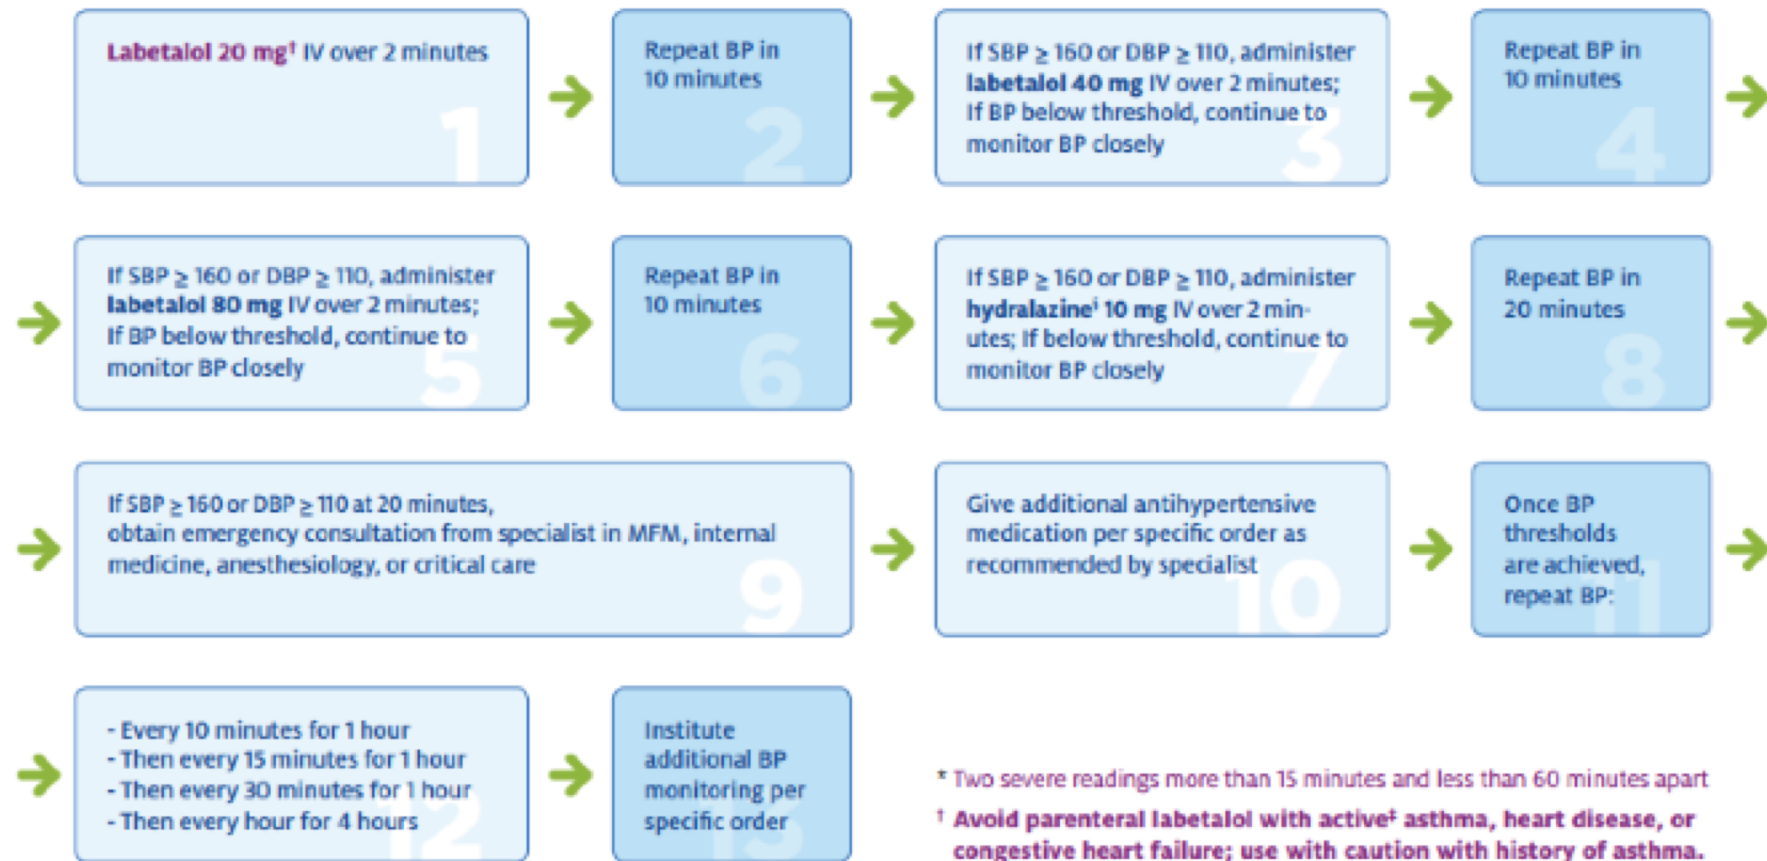 Labetalol 20 mg† IV over 2 minutes
1
Repeat BP in
10 minutes
2
If SBP ≥ 160 or DBP ≥ 110, administer
labetalol 40 mg IV over 2 minutes;
If BP below threshold, continue to
monitor BP closely
3
Repeat BP in
10 minutes
4
If SBP ≥ 160 or DBP ≥ 110, administer
labetalol 80 mg IV over 2 minutes;
If BP below threshold, continue to
monitor BP closely
5
Repeat BP in
10 minutes
6
If SBP ≥ 160 or DBP ≥ 110, administer
hydralazine¹ 10 mg IV over 2 min-
utes; If below threshold, continue to
monitor BP closely
7
Repeat BP in
20 minutes
8
If SBP ≥ 160 or DBP ≥ 110 at 20 minutes,
obtain emergency consultation from specialist in MFM, internal
medicine, anesthesiology, or critical care
9
Give additional antihypertensive
medication per specific order as
recommended by specialist
10
Once BP
thresholds
are achieved,
repeat BP:
11
- Every 10 minutes for 1 hour
- Then every 15 minutes for 1 hour
- Then every 30 minutes for 1 hour
- Then every hour for 4 hours
12
Institute
additional BP
monitoring per
specific order
13
* Two severe readings more than 15 minutes and less than 60 minutes apart
† Avoid parenteral labetalol with active‡ asthma, heart disease, or
congestive heart failure; use with caution with history of asthma.